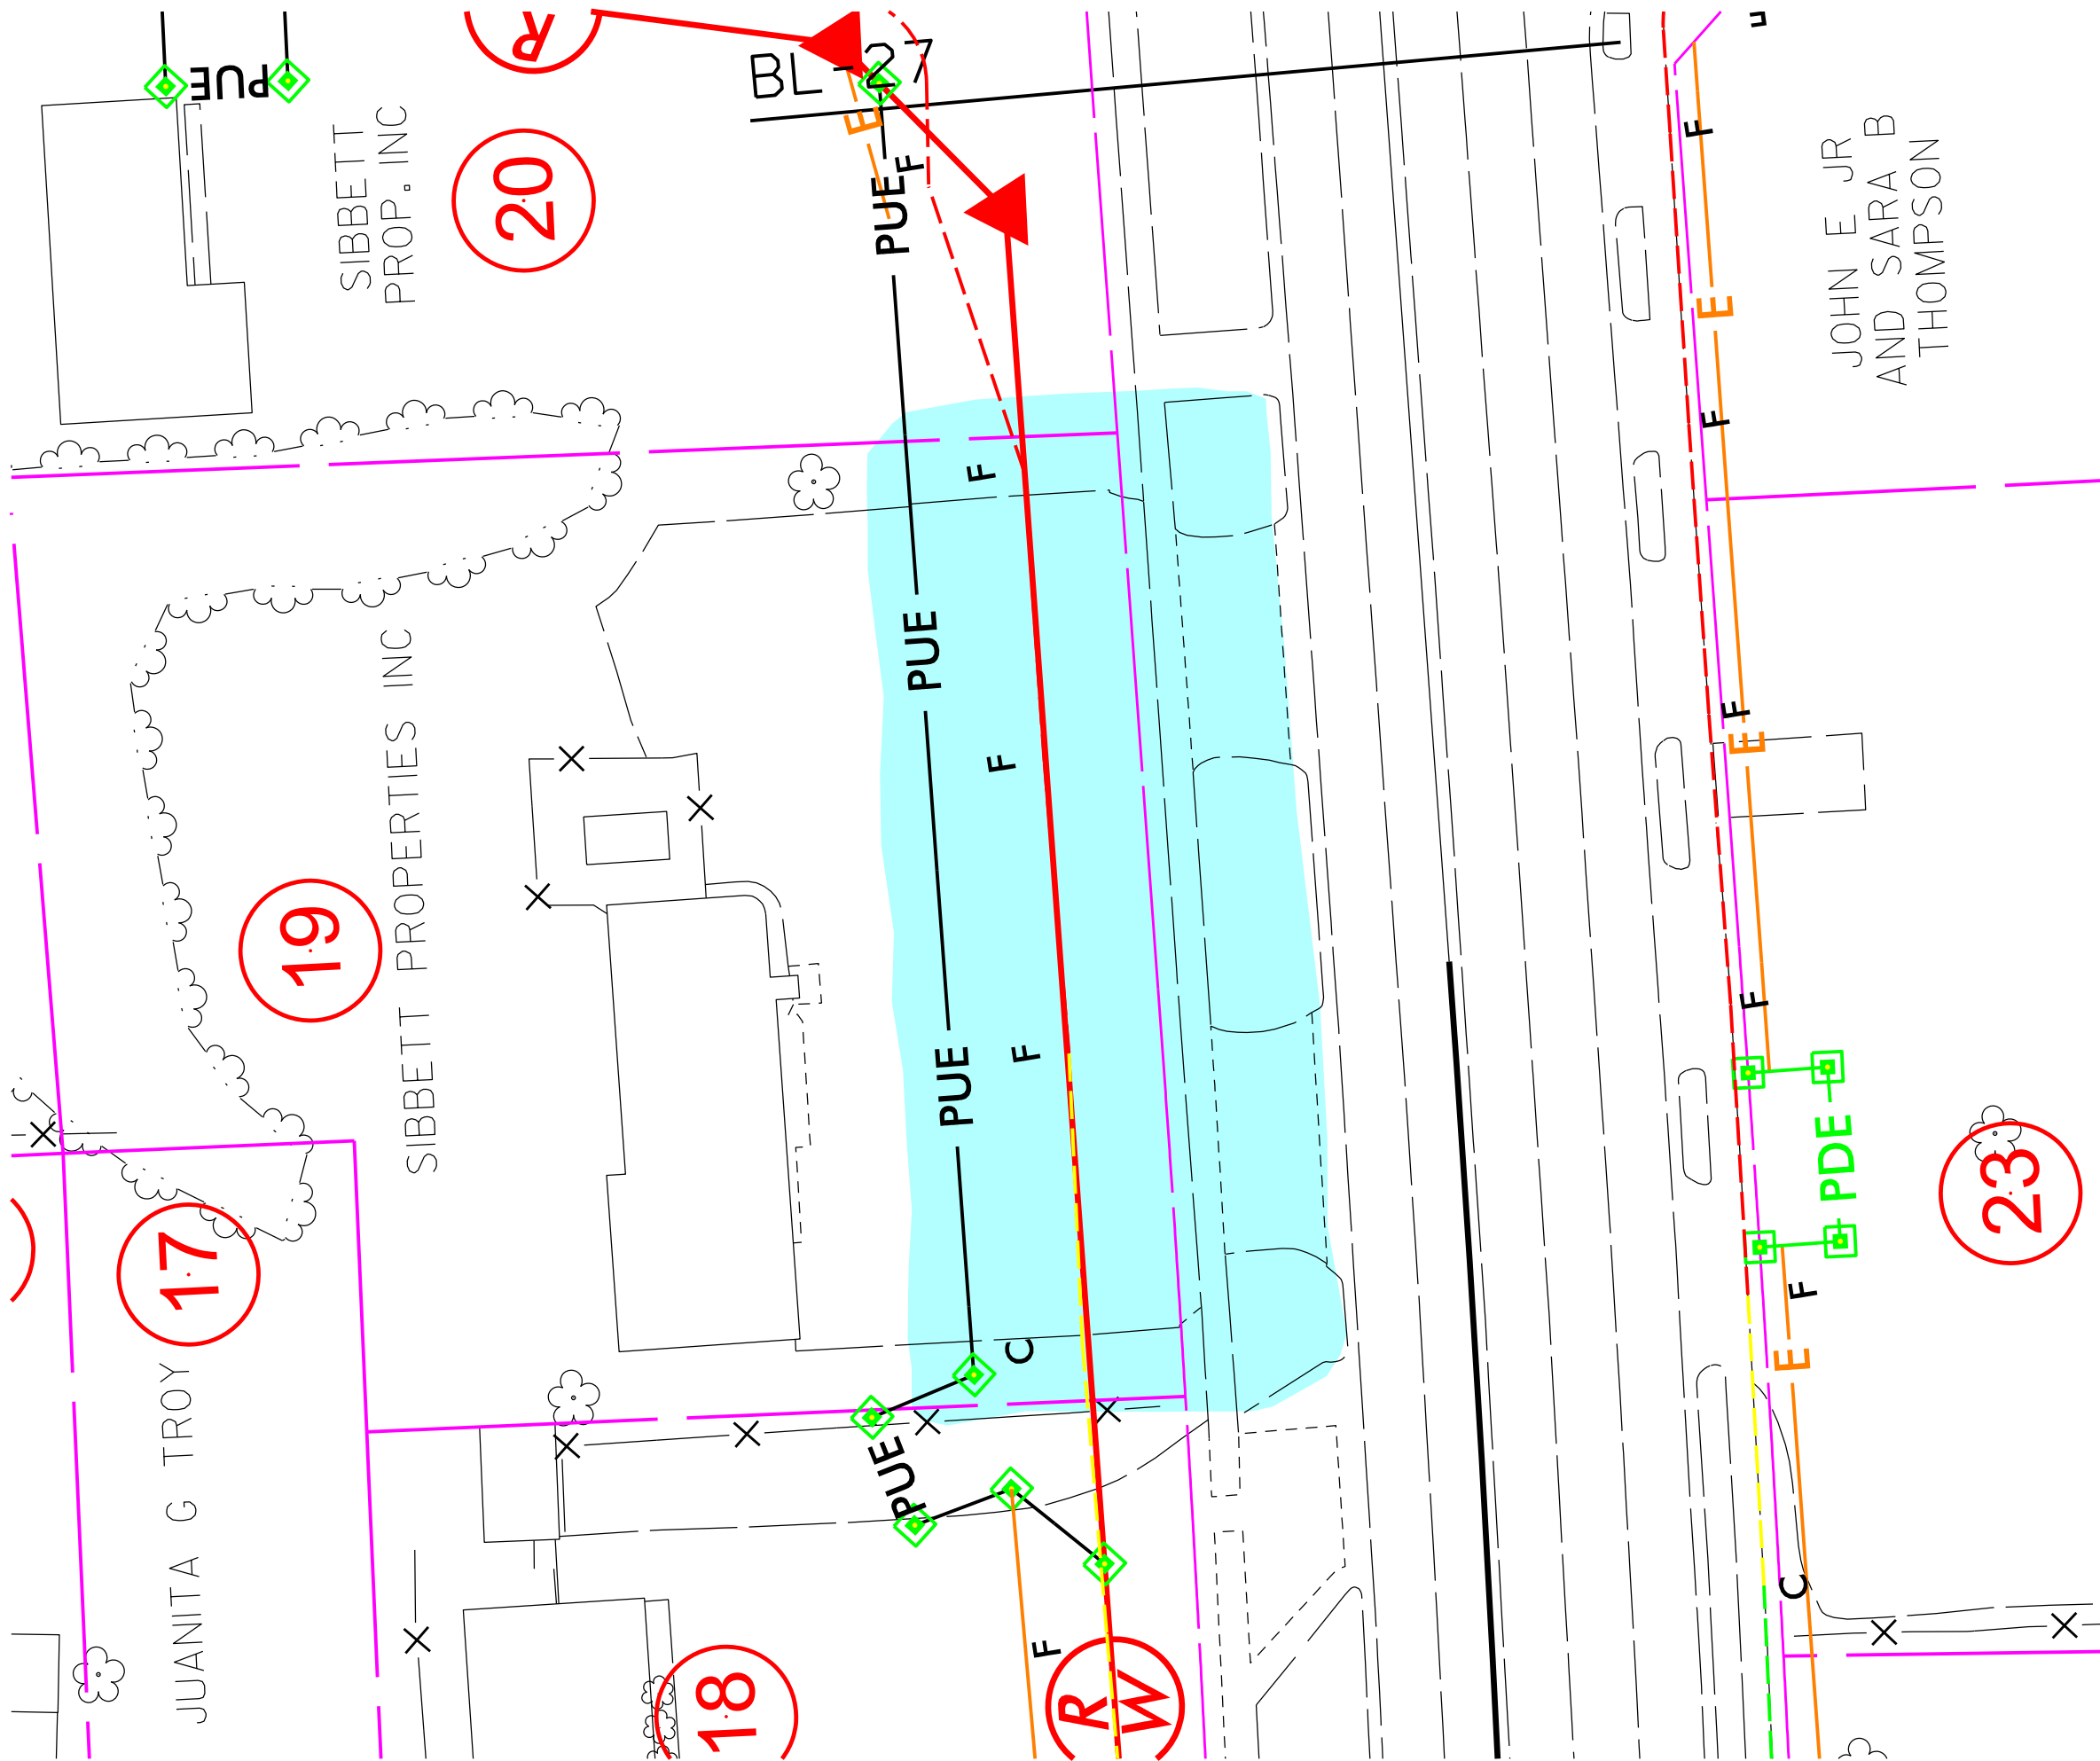 PUE
R
BL-27
E
F
PUE
20
SIBBETT
PROP. INC
F
E
JOHN E JR
AND SARA B
THOMPSON
F
F
PUE
F
F
E
19
SIBBETT PROPERTIES INC
F
PUE
F
PDE
23
17
F
C
E
PUE
JUANITA C TROY
C
F
18
R
W